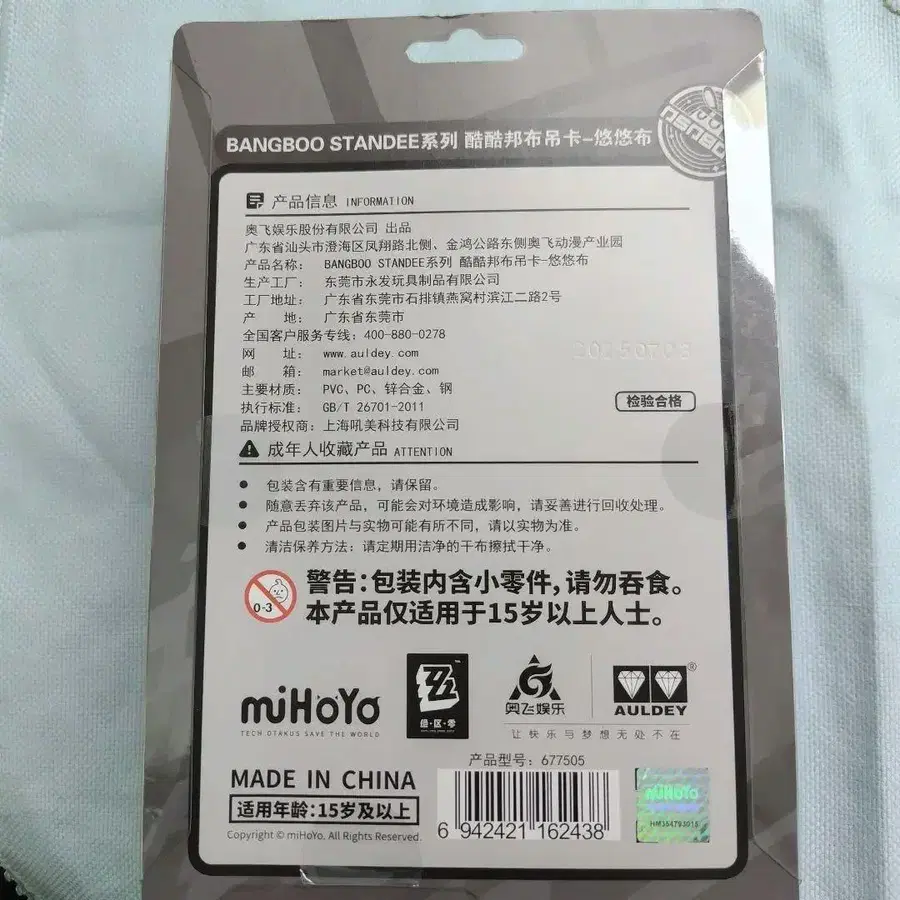 BANGBOO STANDEE系列 酷酷邦布吊卡-悠悠布
产品信息 INFORMATION
奥飞娱乐股份有限公司 出品
广东省汕头市澄海区凤翔路北侧、金鸿公路东侧奥飞动漫产业园
产品名称： BANGBOO STANDEE系列 酷酷邦布吊卡-悠悠布
生产工厂： 东莞市永发玩具制品有限公司
工厂地址： 广东省东莞市石排镇燕窝村滨江二路2号
产 地： 广东省东莞市
全国客户服务专线：400-880-0278
网 址： www.auldey.com
邮 箱： market@auldey.com
主要材质： PVC、PC、锌合金、钢
执行标准： GB/T 26701-2011
检验合格
品牌授权商：上海吼美科技有限公司
成年人收藏产品 ATTENTION
● 包装含有重要信息，请保留。
● 随意丢弃该产品，可能会对环境造成影响，请妥善进行回收处理。
● 产品包装图片与实物可能有所不同，请以实物为准。
● 清洁保养方法：请定期用洁净的干布擦拭干净。
0-3
警告：包装内含小零件，请勿吞食。
本产品仅适用于15岁以上人士。
miHoYo
TECH OTAKUS SAVE THE WORLD
绝·区·零
奥飞娱乐
AULDEY®
让快乐与梦想无处不在
产品型号：677505
MADE IN CHINA
适用年龄：15岁及以上
Copyright © miHoYo. All Rights Reserved.
6 942421 162438
miHoYo